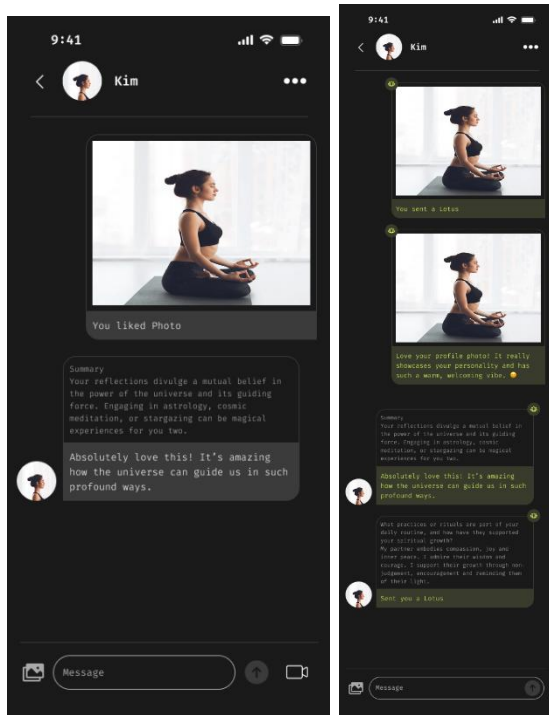 9:41
Kim
You liked Photo
Summary
Your reflections divulge a mutual belief in
the power of the universe and its guiding
force. Engaging in astrology, cosmic
meditation, or stargazing can be magical
experiences for you two.
Absolutely love this! It's amazing
how the universe can guide us in such
profound ways.
Message
9:41
Kim
You sent a Lotus
Love your profile photo! It really
showcases your personality and has
such a warm, welcoming vibe. 😊
Summary
Your reflections divulge a mutual belief in
the power of the universe and its guiding
force. Engaging in astrology, cosmic
meditation, or stargazing can be magical
experiences for you two.
Absolutely love this! It's amazing
how the universe can guide us in such
profound ways.
What practices or rituals are part of your
daily routine, and how have they supported
your spiritual growth?
My partner embodies compassion, joy and
inner peace. I admire their wisdom and
courage. I support their growth through non-
judgment, encouragement and reminding them
of their light.
Sent you a Lotus
Message